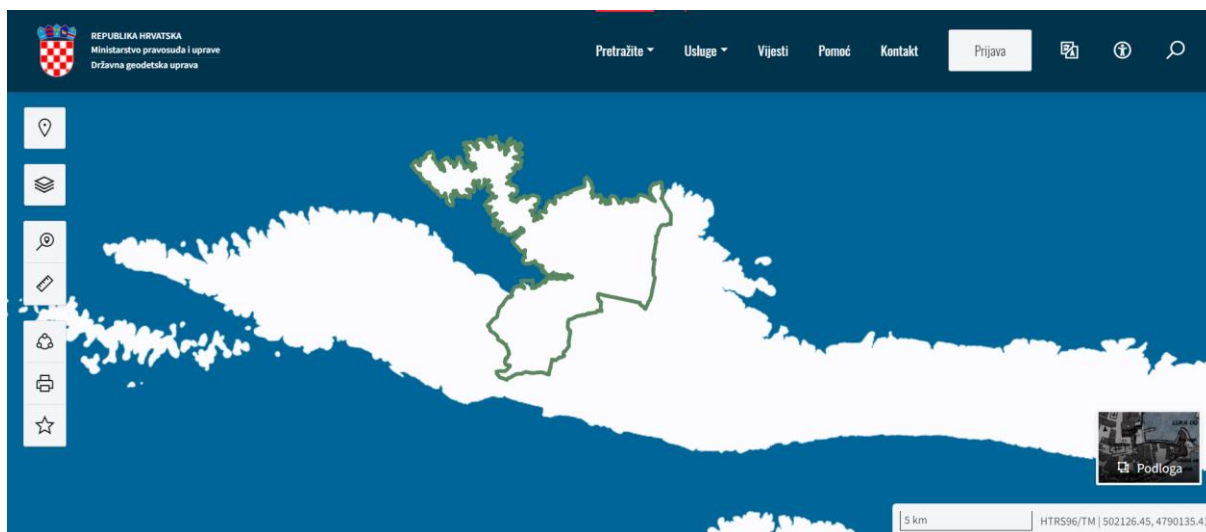 REPUBLIKA HRVATSKA
Ministarstvo pravosuđa i uprave
Državna geodetska uprava
Pretražite
Usluge
Vijesti
Pomoć
Kontakt
Prijava
Podloga
5 km
HTRS96/TM | 502126.45, 4790135.4